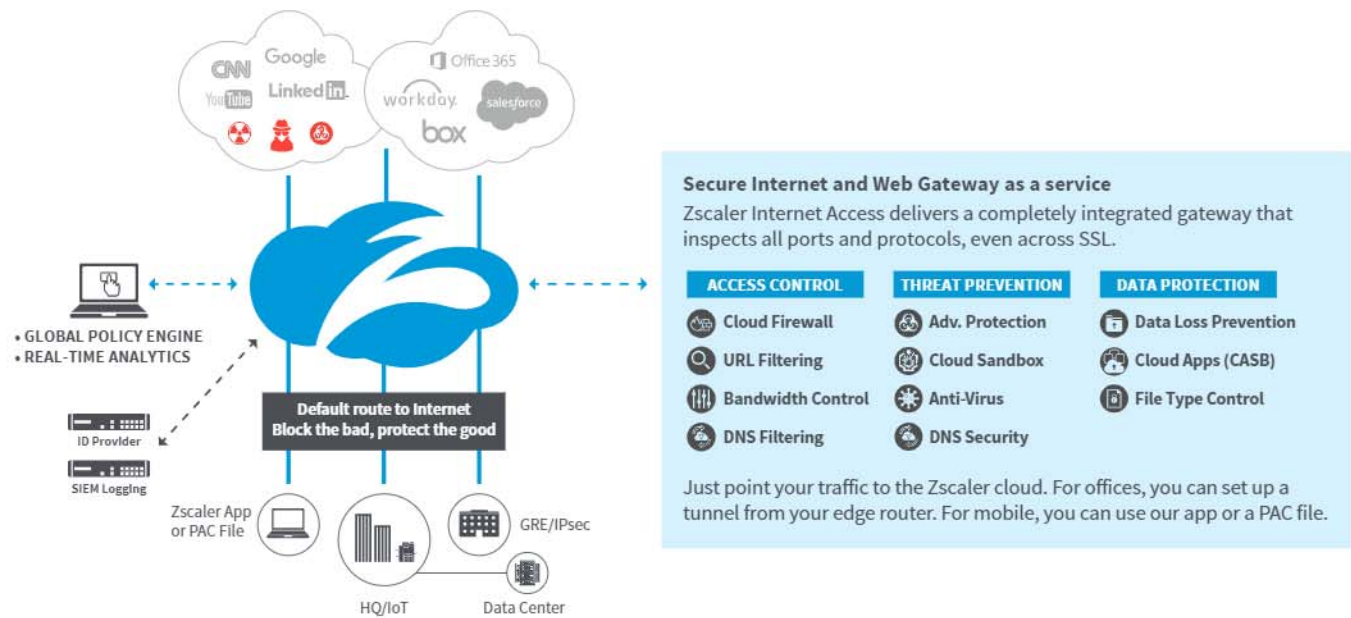 CNN
Google
YouTube
Linked in.
Office 365
workday.
salesforce
box
• GLOBAL POLICY ENGINE
• REAL-TIME ANALYTICS
ID Provider
SIEM Logging
Default route to Internet
Block the bad, protect the good
Zscaler App
or PAC File
GRE/IPsec
HQ/IoT
Data Center
Secure Internet and Web Gateway as a service
Zscaler Internet Access delivers a completely integrated gateway that
inspects all ports and protocols, even across SSL.
ACCESS CONTROL
Cloud Firewall
URL Filtering
Bandwidth Control
DNS Filtering
THREAT PREVENTION
Adv. Protection
Cloud Sandbox
Anti-Virus
DNS Security
DATA PROTECTION
Data Loss Prevention
Cloud Apps (CASB)
File Type Control
Just point your traffic to the Zscaler cloud. For offices, you can set up a
tunnel from your edge router. For mobile, you can use our app or a PAC file.